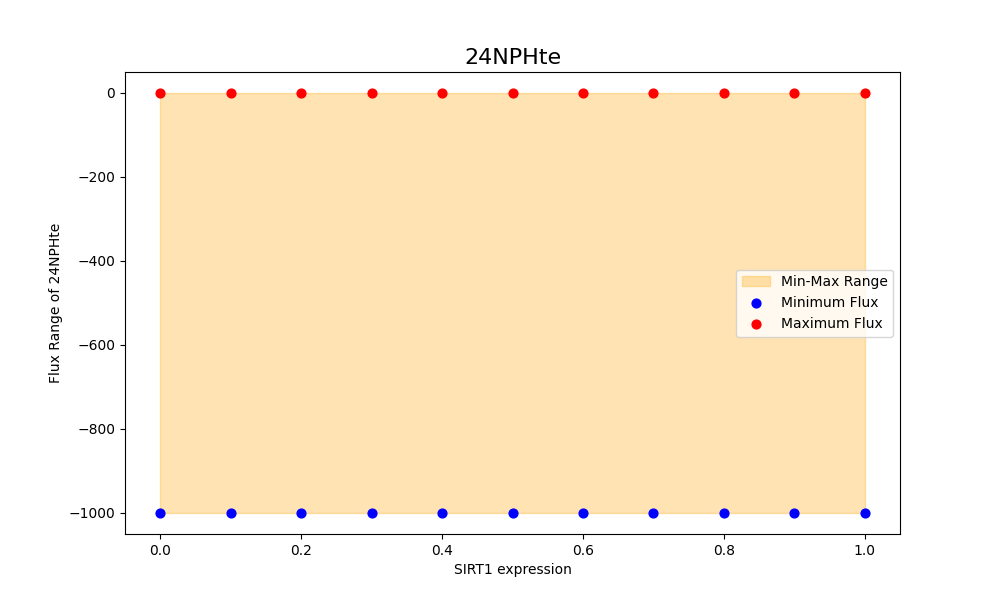 24NPHte
Flux Range of 24NPHte
0
−200
−400
−600
−800
−1000
Min-Max Range
Minimum Flux
Maximum Flux
0.0 0.2 0.4 0.6 0.8 1.0
SIRT1 expression